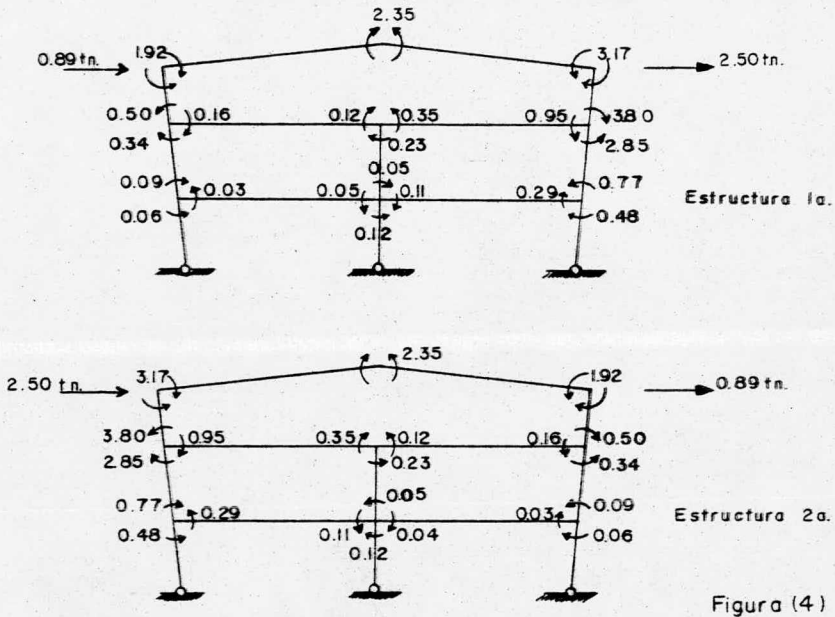 2.35
0.89 tn. 1.92 3.17 2.50 tn.
0.50 0.16 0.12 0.35 0.95 3.80
0.34 0.23 2.85
0.05
0.09 0.03 0.05 0.11 0.29 0.77
Estructura 1a.
0.06 0.12 0.48
2.35
2.50 tn. 3.17 1.92 0.89 tn.
3.80 0.95 0.35 0.12 0.16 0.50
2.85 0.23 0.34
0.05
0.77 0.29 0.03 0.09
Estructura 2a.
0.48 0.11 0.04 0.06
0.12
Figura (4)